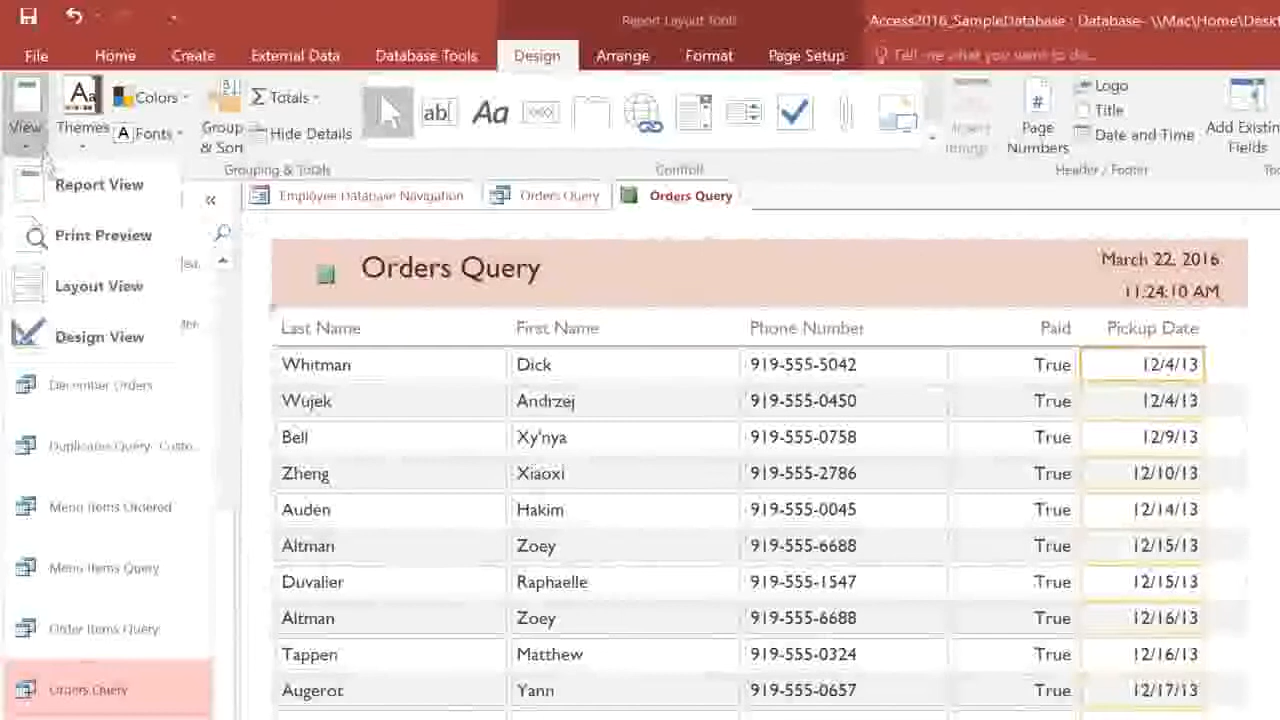 Report Layout Tools
Access2016_SampleDatabase : Database- \\Mac\Home\Deskt
File Home Create External Data Database Tools Design Arrange Format Page Setup Tell me what you want to do...
View
Themes
Colors
Fonts
Group & Sort
Totals
Hide Details
Grouping & Totals
ab|
Aa
Controls
Page Numbers
Logo
Title
Date and Time
Header / Footer
Add Existing Fields
Report View
Print Preview
Layout View
Design View
December Orders
Duplicates Query- Custo...
Menu Items Ordered
Menu Items Query
Order Items Query
Orders Query
Employee Database Navigation Orders Query Orders Query
Orders Query
March 22, 2016
11:24:10 AM
Last Name First Name Phone Number Paid Pickup Date
Whitman Dick 919-555-5042 True 12/4/13
Wujek Andrzej 919-555-0450 True 12/4/13
Bell Xy'nya 919-555-0758 True 12/9/13
Zheng Xiaoxi 919-555-2786 True 12/10/13
Auden Hakim 919-555-0045 True 12/14/13
Altman Zoey 919-555-6688 True 12/15/13
Duvalier Raphaelle 919-555-1547 True 12/15/13
Altman Zoey 919-555-6688 True 12/16/13
Tappen Matthew 919-555-0324 True 12/16/13
Augerot Yann 919-555-0657 True 12/17/13